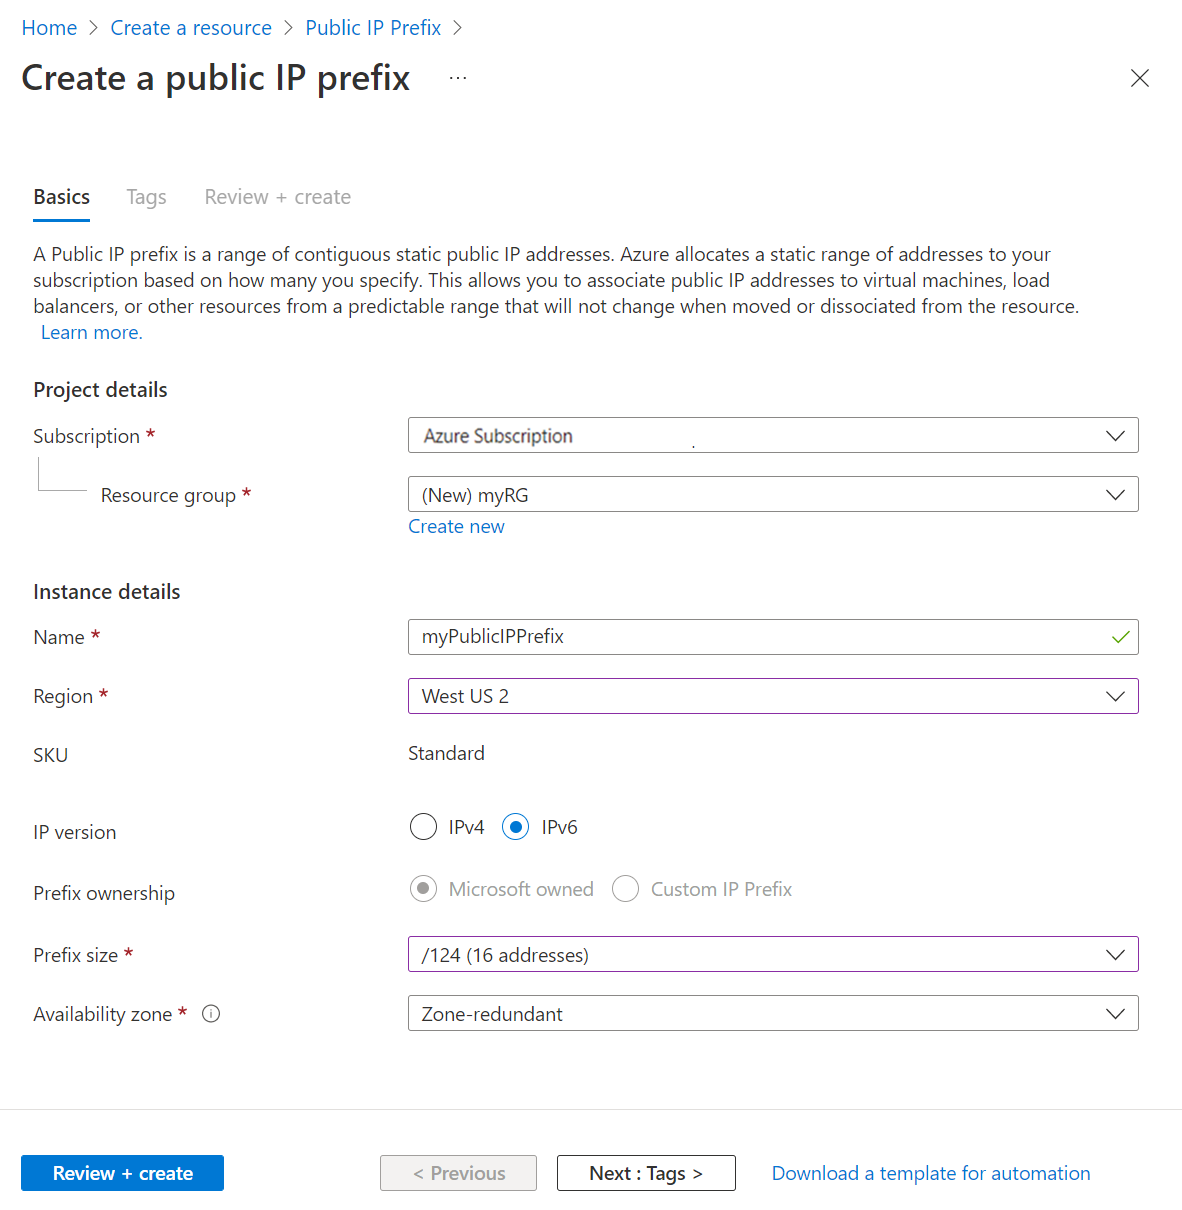 Home > Create a resource > Public IP Prefix >
Create a public IP prefix ...
Basics Tags Review + create
A Public IP prefix is a range of contiguous static public IP addresses. Azure allocates a static range of addresses to your
subscription based on how many you specify. This allows you to associate public IP addresses to virtual machines, load
balancers, or other resources from a predictable range that will not change when moved or dissociated from the resource.
Learn more.
Project details
Subscription * Azure Subscription
Resource group * (New) myRG
Create new
Instance details
Name * myPublicIPPrefix
Region * West US 2
SKU Standard
IP version IPv4 IPv6
Prefix ownership Microsoft owned Custom IP Prefix
Prefix size * /124 (16 addresses)
Availability zone * Zone-redundant
Review + create < Previous Next : Tags > Download a template for automation